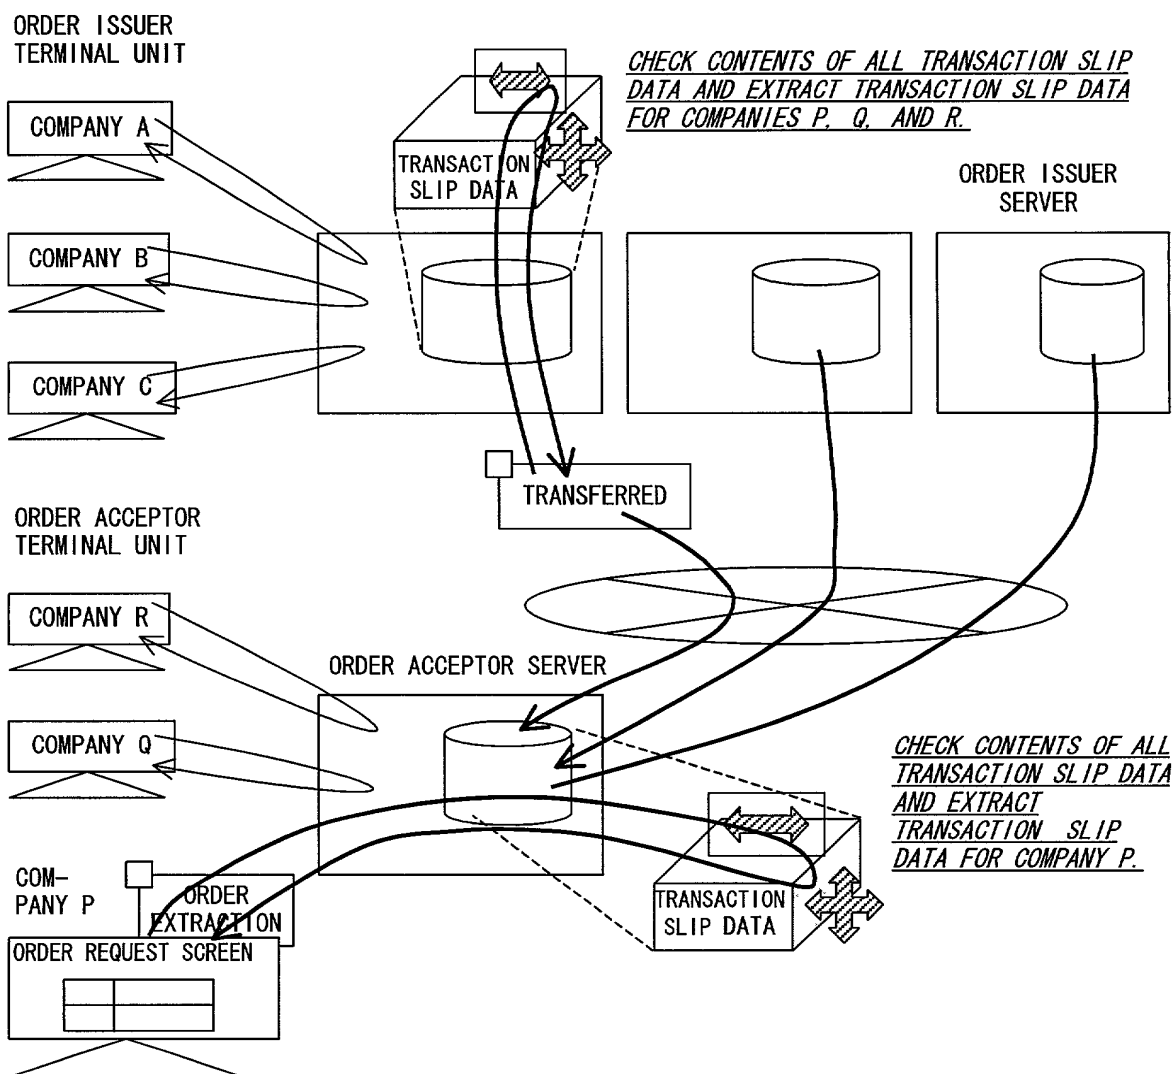 ORDER ISSUER
TERMINAL UNIT
CHECK CONTENTS OF ALL TRANSACTION SLIP
DATA AND EXTRACT TRANSACTION SLIP DATA
FOR COMPANIES P, Q, AND R.
COMPANY A
TRANSACTION
SLIP DATA
ORDER ISSUER
SERVER
COMPANY B
COMPANY C
TRANSFERRED
ORDER ACCEPTOR
TERMINAL UNIT
COMPANY R
ORDER ACCEPTOR SERVER
COMPANY Q
CHECK CONTENTS OF ALL
TRANSACTION SLIP DATA
AND EXTRACT
TRANSACTION SLIP
DATA FOR COMPANY P.
COM-
PANY P
ORDER
EXTRACTION
TRANSACTION
SLIP DATA
ORDER REQUEST SCREEN